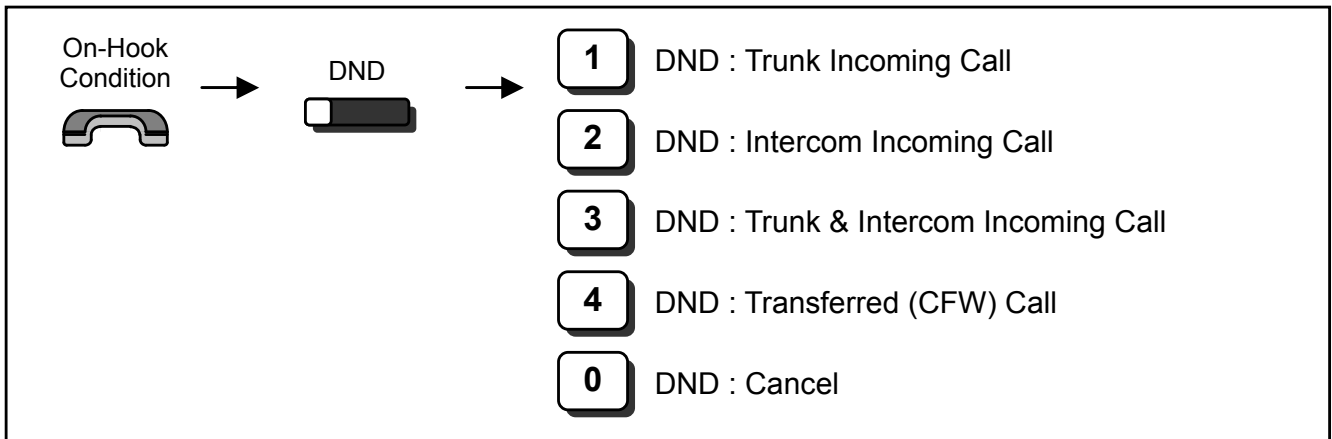 On-Hook
Condition
DND
1 DND : Trunk Incoming Call
2 DND : Intercom Incoming Call
3 DND : Trunk & Intercom Incoming Call
4 DND : Transferred (CFW) Call
0 DND : Cancel